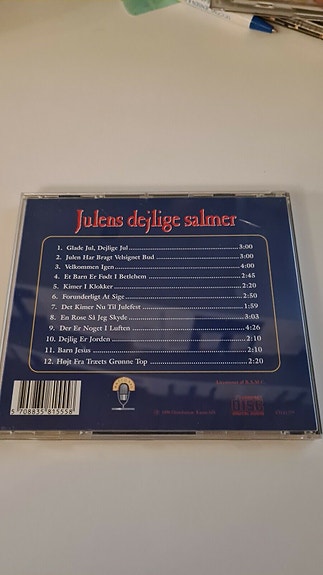 Julens dejlige salmer
1. Glade Jul, Dejlige Jul 3:00
2. Julen Har Bragt Velsignet Bud 3:00
3. Velkommen Igen 4:00
4. Et Barn Er Født I Betlehem 2:45
5. Kimer I Klokker 2:20
6. Forunderligt At Sige 2:50
7. Det Kimer Nu Til Julefest 1:59
8. En Rose Så Jeg Skyde 3:03
9. Der Er Noget I Luften 4:26
10. Dejlig Er Jorden 2:10
11. Barn Jesus 2:10
12. Højt Fra Træets Grønne Top 2:20
5 708835 815558